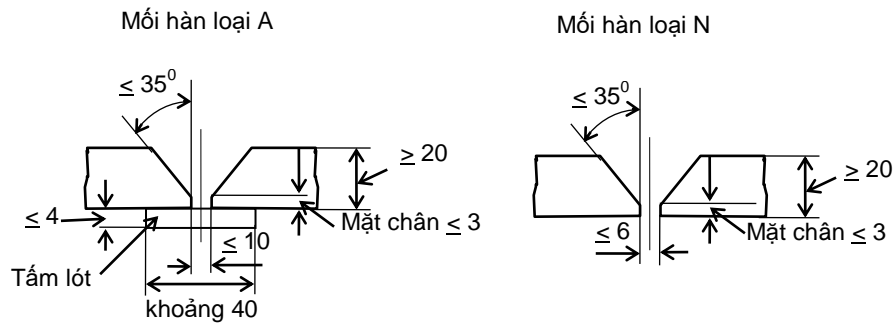 Mối hàn loại A
≤ 35⁰
≥ 20
≤ 4
Mặt chân ≤ 3
≤ 10
Tấm lót
khoảng 40
Mối hàn loại N
≤ 35⁰
≥ 20
≤ 6
Mặt chân ≤ 3